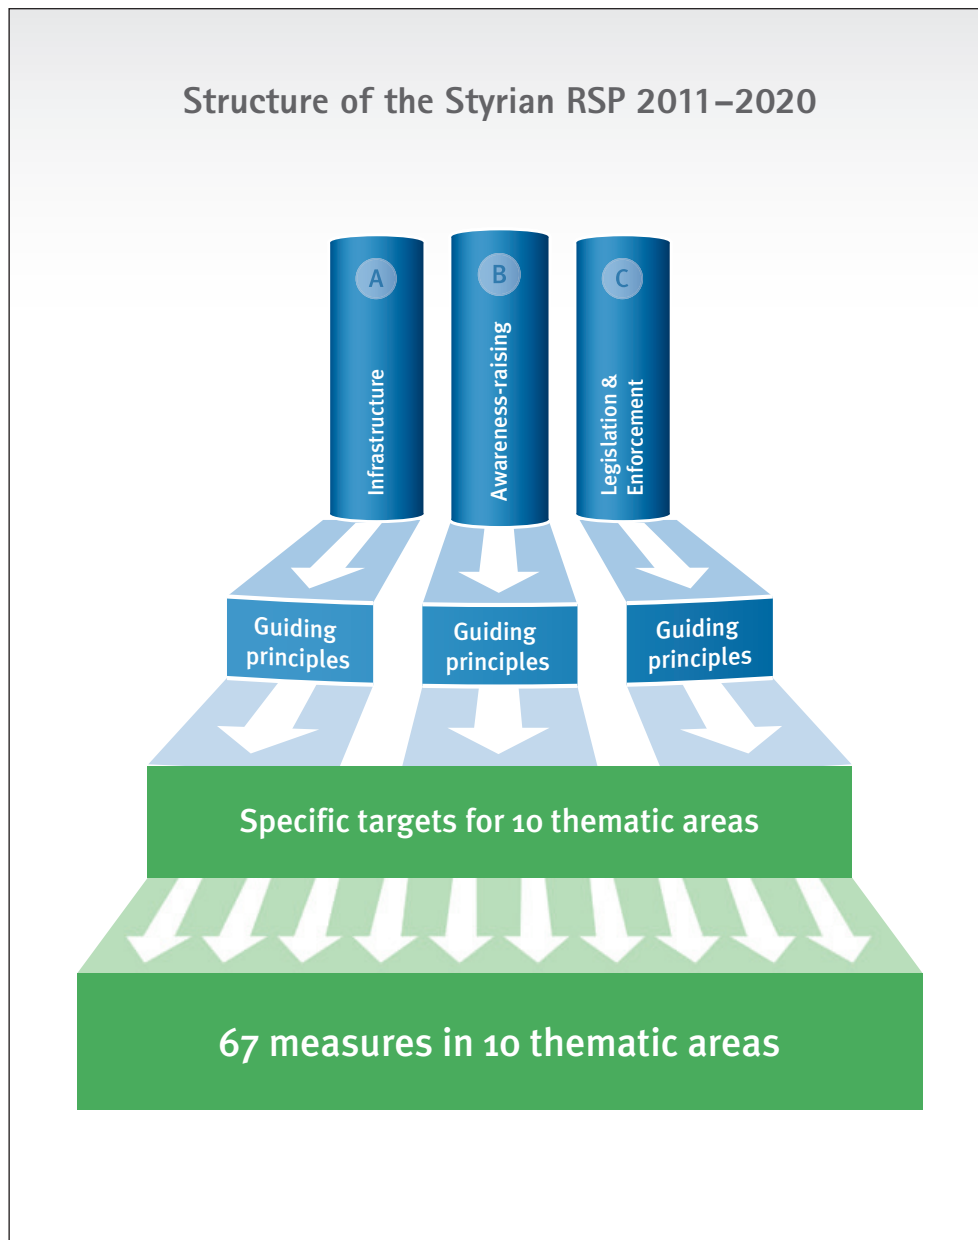 Structure of the Styrian RSP 2011–2020
A
Infrastructure
B
Awareness-raising
C
Legislation &
Enforcement
Guiding
principles
Guiding
principles
Guiding
principles
Specific targets for 10 thematic areas
67 measures in 10 thematic areas